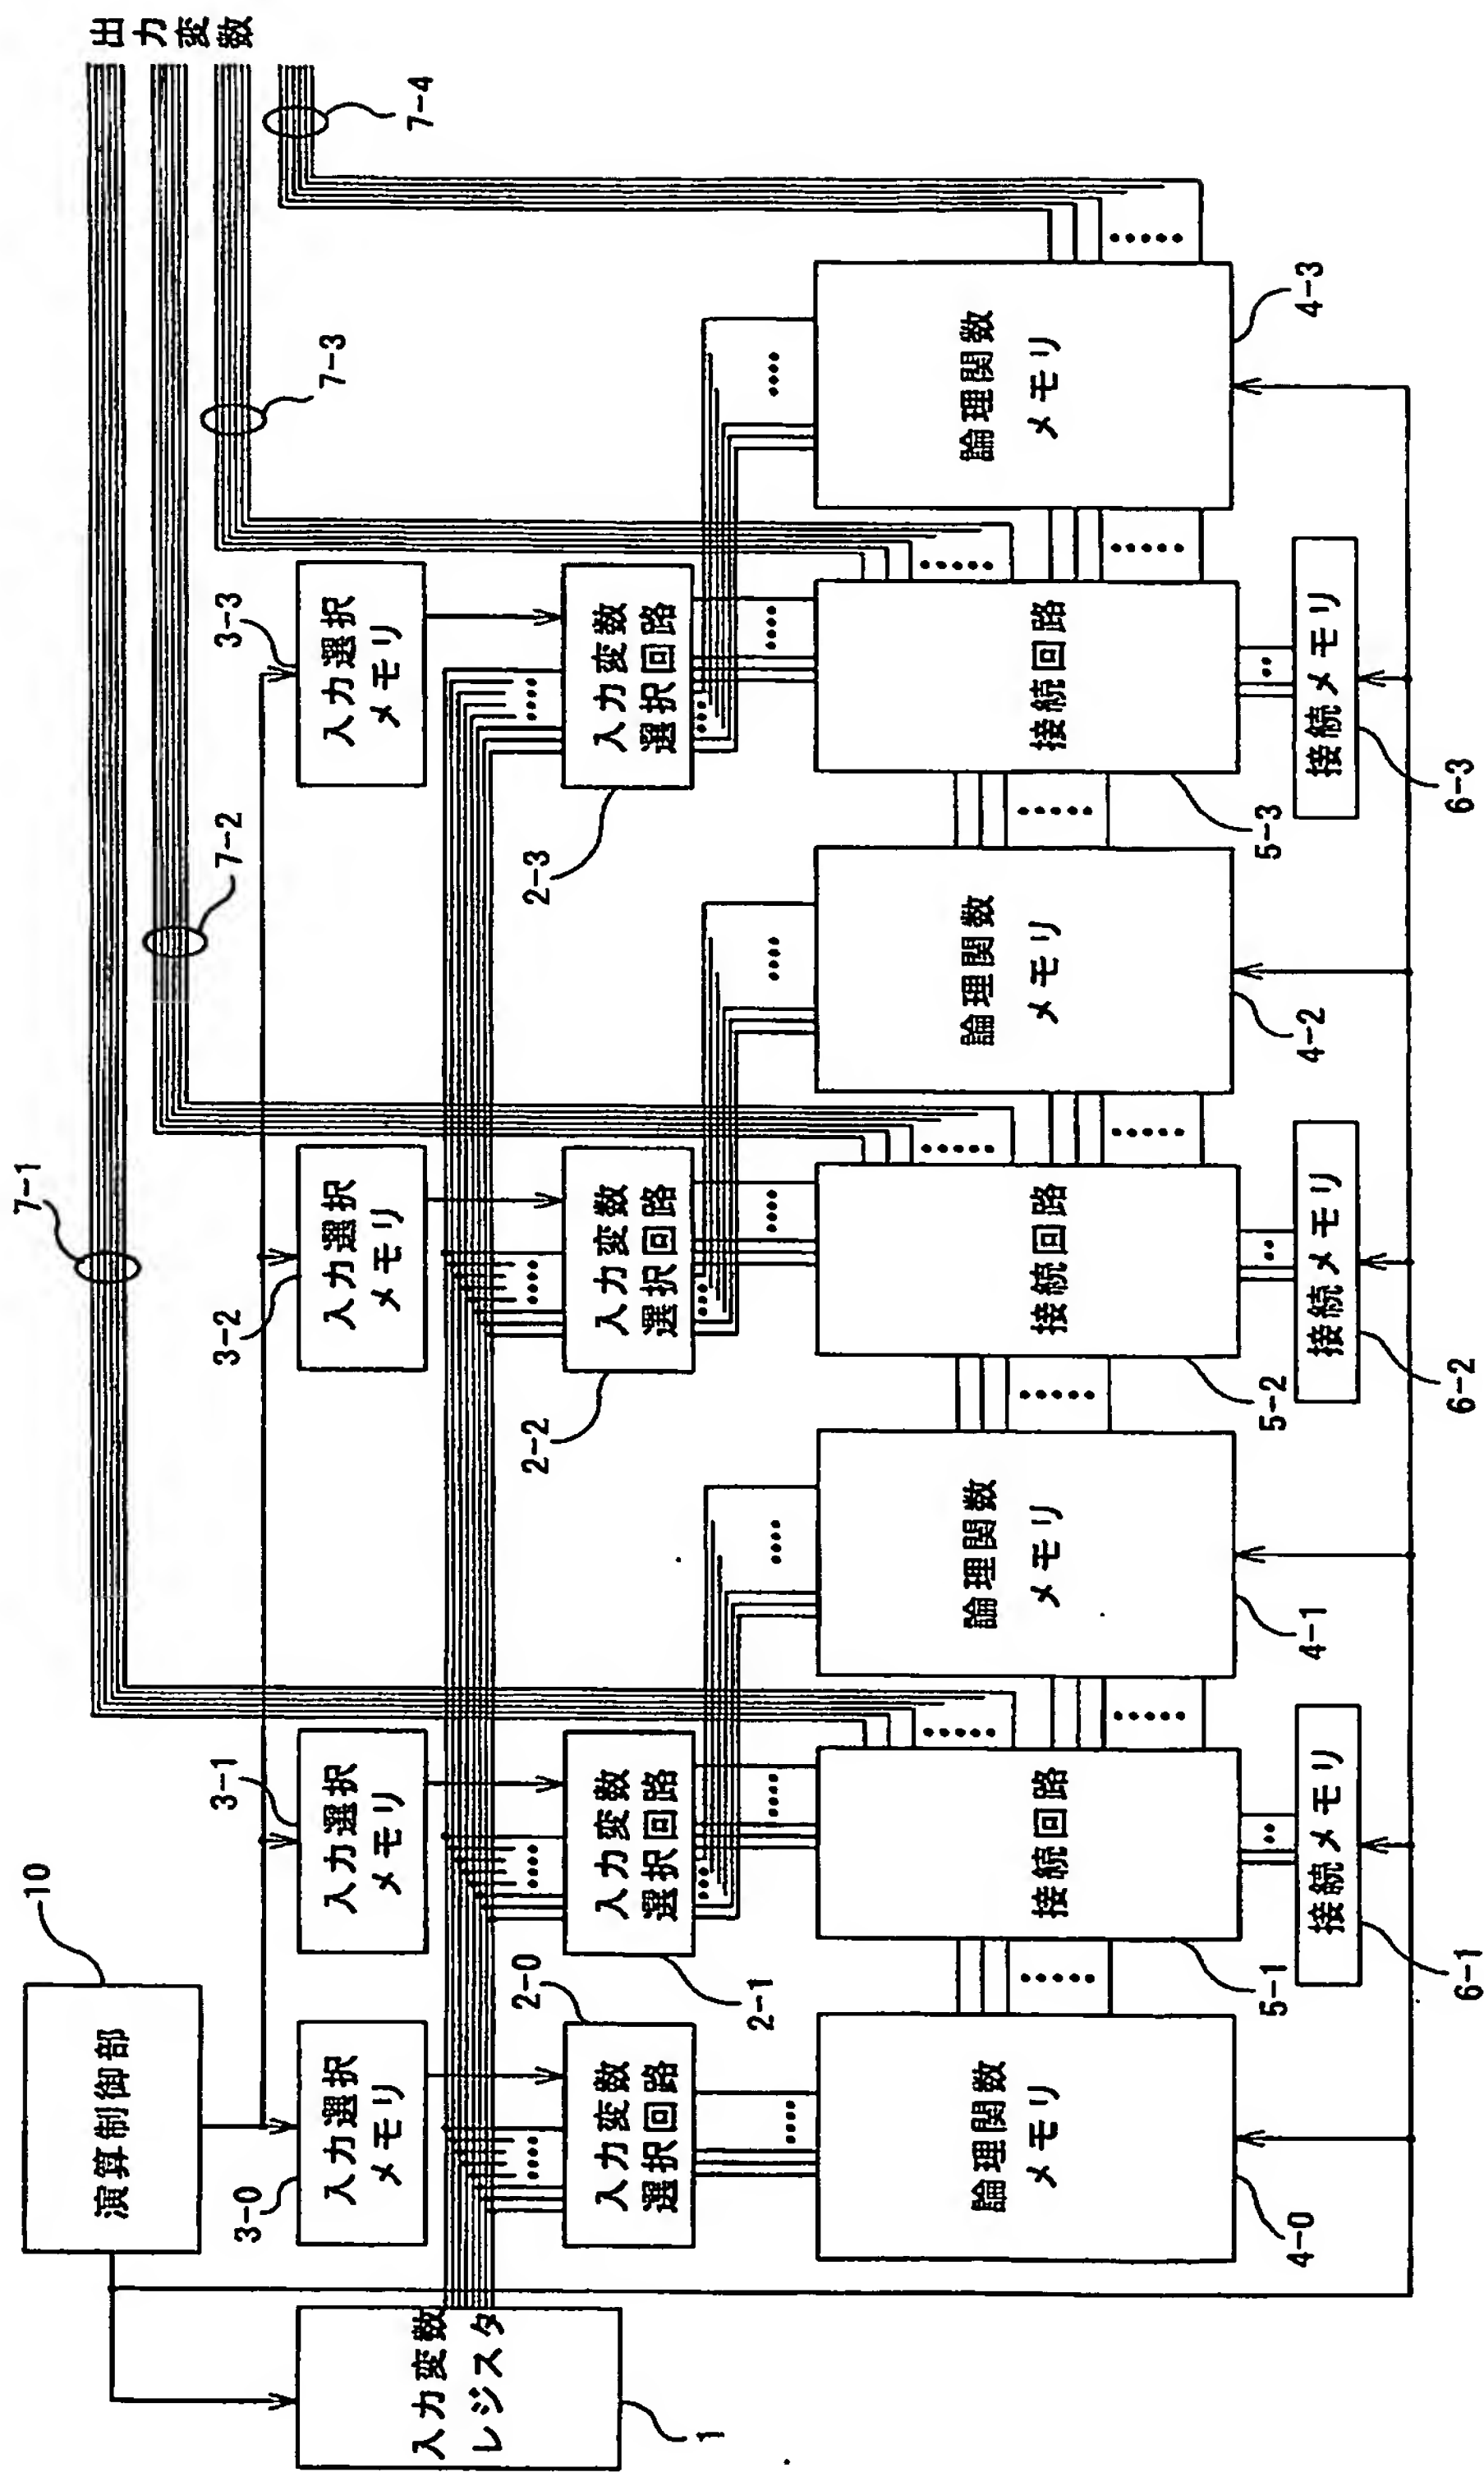 10
演算制御部
7-1
7-2
7-3
7-4
出力変数
3-0
3-1
3-2
3-3
入力選択
メモリ
入力選択
メモリ
入力選択
メモリ
入力選択
メモリ
入力変数
レジスタ
1
2-0
2-1
2-2
2-3
入力変数
選択回路
入力変数
選択回路
入力変数
選択回路
入力変数
選択回路
論理関数
メモリ
接続回路
論理関数
メモリ
接続回路
論理関数
メモリ
接続回路
論理関数
メモリ
4-0
5-1
4-1
5-2
4-2
5-3
4-3
接続メモリ
接続メモリ
接続メモリ
6-1
6-2
6-3